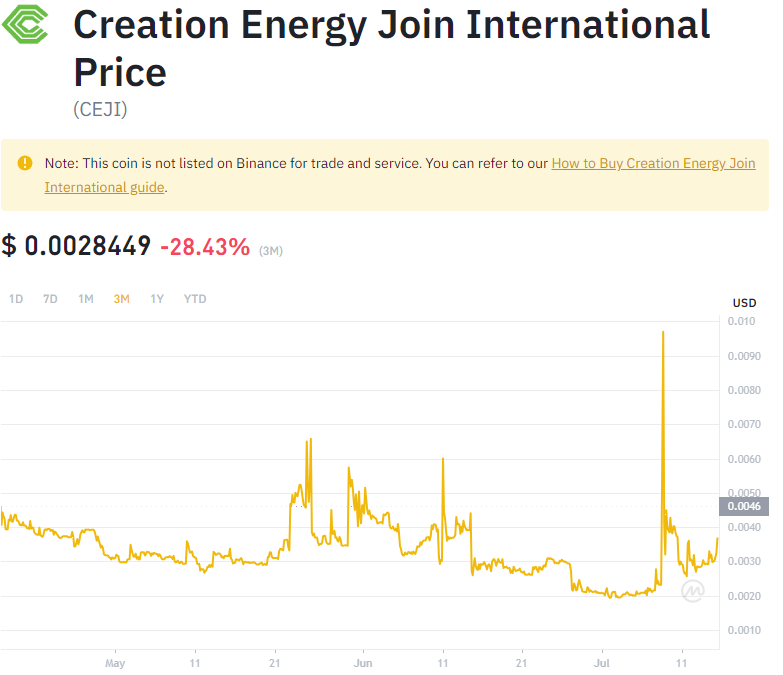 Creation Energy Join International
Price
(CEJI)
Note: This coin is not listed on Binance for trade and service. You can refer to our How to Buy Creation Energy Join
International guide.
$ 0.0028449 -28.43% (3M)
1D 7D 1M 3M 1Y YTD
USD
0.010
0.0090
0.0080
0.0070
0.0060
0.0050
0.0046
0.0040
0.0030
0.0020
0.0010
May 11 21 Jun 11 21 Jul 11